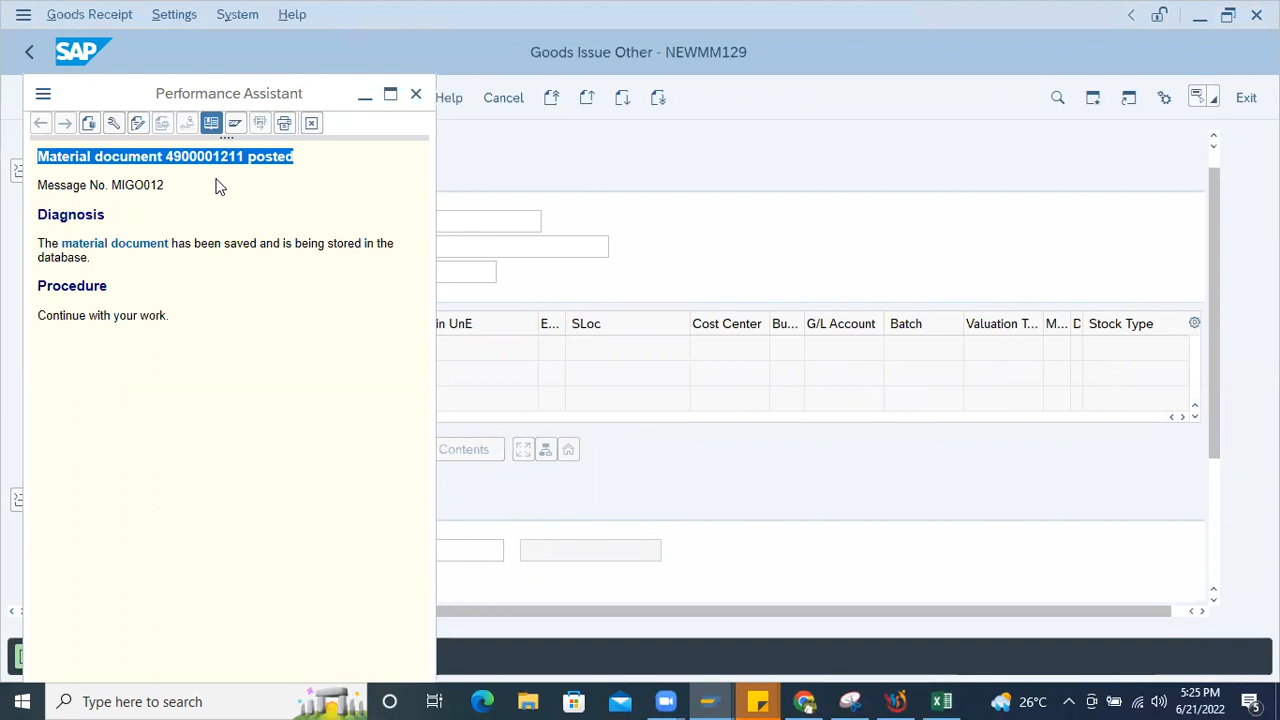 Goods Receipt Settings System Help
SAP Goods Issue Other - NEWMM129
Performance Assistant
Help Cancel Exit
Material document 4900001211 posted
Message No. MIGO012
Diagnosis
The material document has been saved and is being stored in the
database.
Procedure
Continue with your work.
in UnE E... SLoc Cost Center Bu... G/L Account Batch Valuation T... M... D Stock Type
Contents
Type here to search
26°C
5:25 PM
6/21/2022
5